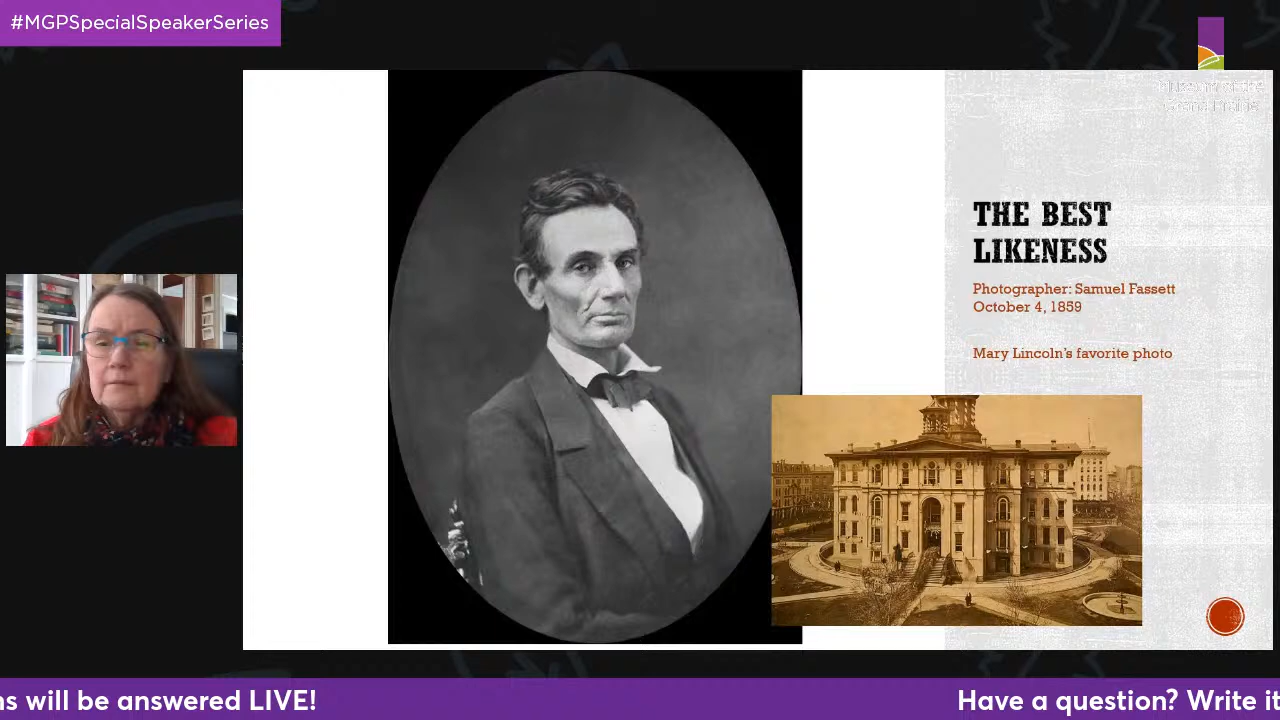 #MGPSpecialSpeakerSeries
THE BEST
LIKENESS
Photographer: Samuel Fassett
October 4, 1859
Mary Lincoln's favorite photo
ns will be answered LIVE!
Have a question? Write it